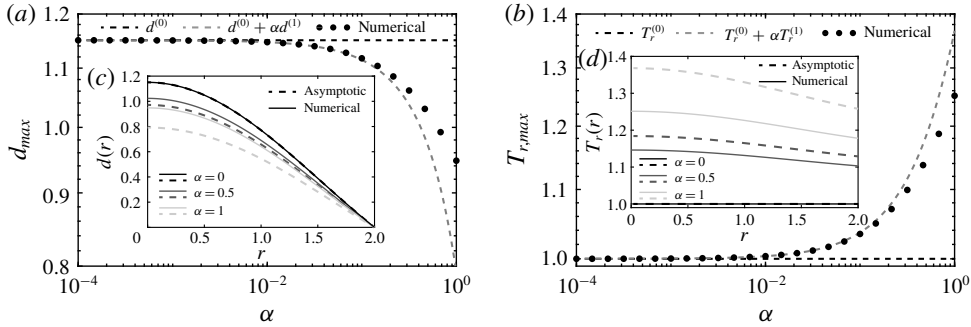 (a)
d^(0)
d^(0) + αd^(1)
Numerical
1.2
1.1
1.0
0.9
0.8
d_max
10^−4
10^−2
10^0
α
(c)
1.2
1.0
0.8
0.6
0.4
0.2
d(r)
Asymptotic
Numerical
α = 0
α = 0.5
α = 1
0.5
1.0
1.5
2.0
r
(b)
T_r^(0)
T_r^(0) + αT_r^(1)
Numerical
1.4
1.3
1.2
1.1
1.0
T_r,max
10^−4
10^−2
10^0
α
(d)
1.4
1.3
1.2
1.1
1.0
T_r(r)
Asymptotic
Numerical
α = 0
α = 0.5
α = 1
0
0.5
1.0
1.5
2.0
r